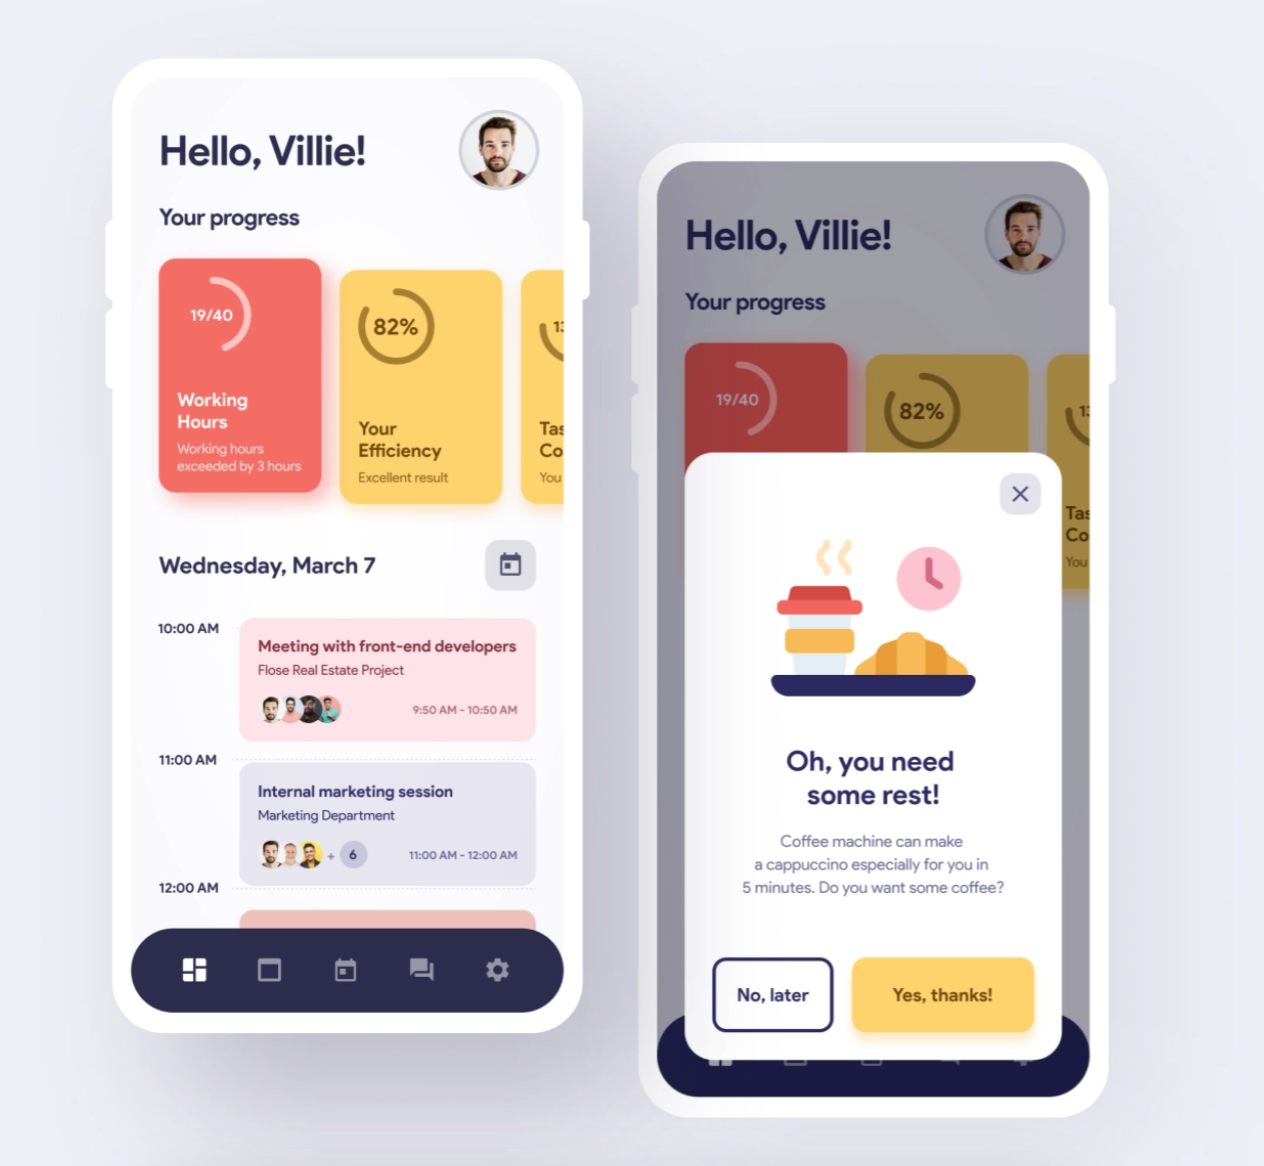 Hello, Villie!
Your progress
19/40
Working
Hours
Working hours
exceeded by 3 hours
82%
Your
Efficiency
Excellent result
13
Tas
Co
You
Wednesday, March 7
10:00 AM
Meeting with front-end developers
Flose Real Estate Project
9:50 AM - 10:50 AM
11:00 AM
Internal marketing session
Marketing Department
+ 6
11:00 AM - 12:00 AM
12:00 AM
Hello, Villie!
Your progress
19/40
82%
13
Tas
Co
You
Oh, you need
some rest!
Coffee machine can make
a cappuccino especially for you in
5 minutes. Do you want some coffee?
No, later
Yes, thanks!